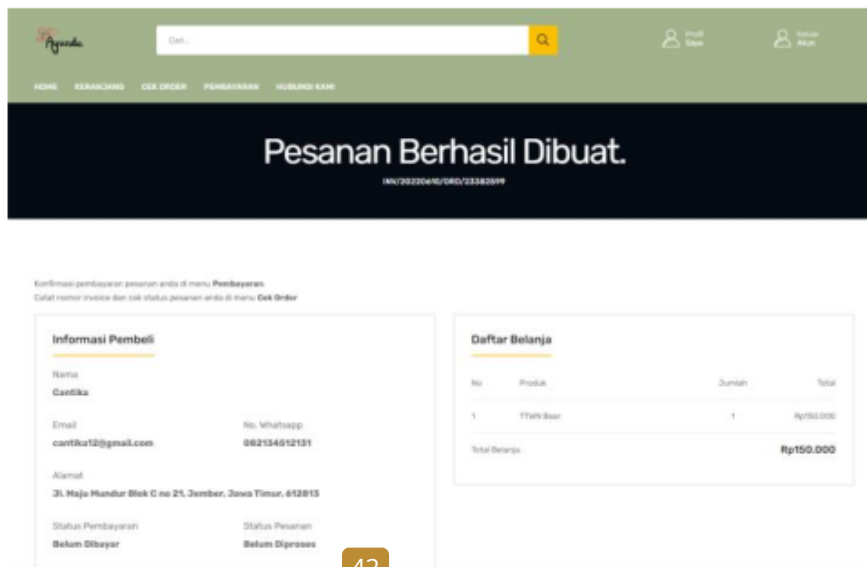 Ayunda
Cari..
Profil
Saya
Keluar
Akun
HOME KERANJANG CEK ORDER PEMBAYARAN HUBUNGI KAMI
Pesanan Berhasil Dibuat.
INV/20220610/ORD/23382599
Konfirmasi pembayaran pesanan anda di menu Pembayaran.
Catat nomor invoice dan cek status pesanan anda di menu Cek Order
Informasi Pembeli
Nama
Cantika
Email
No. Whatsapp
cantika12@gmail.com
082134512131
Alamat
Jl. Maju Mundur Blok C no 21, Jember, Jawa Timur, 612813
Status Pembayaran
Status Pesanan
Belum Dibayar
Belum Diproses
Daftar Belanja
No Produk Jumlah Total
1 TTWN Bear 1 Rp150.000
Total Belanja Rp150.000
42